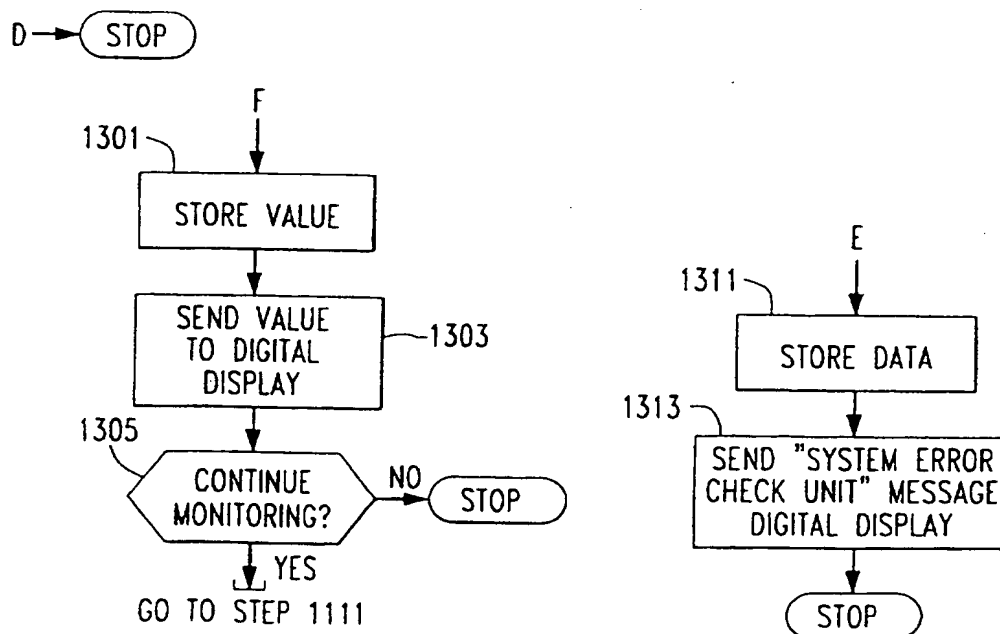 D
STOP
F
1301
STORE VALUE
SEND VALUE
TO DIGITAL
DISPLAY
1303
1305
CONTINUE
MONITORING?
NO
STOP
YES
GO TO STEP 1111
E
1311
STORE DATA
1313
SEND "SYSTEM ERROR
CHECK UNIT" MESSAGE
DIGITAL DISPLAY
STOP